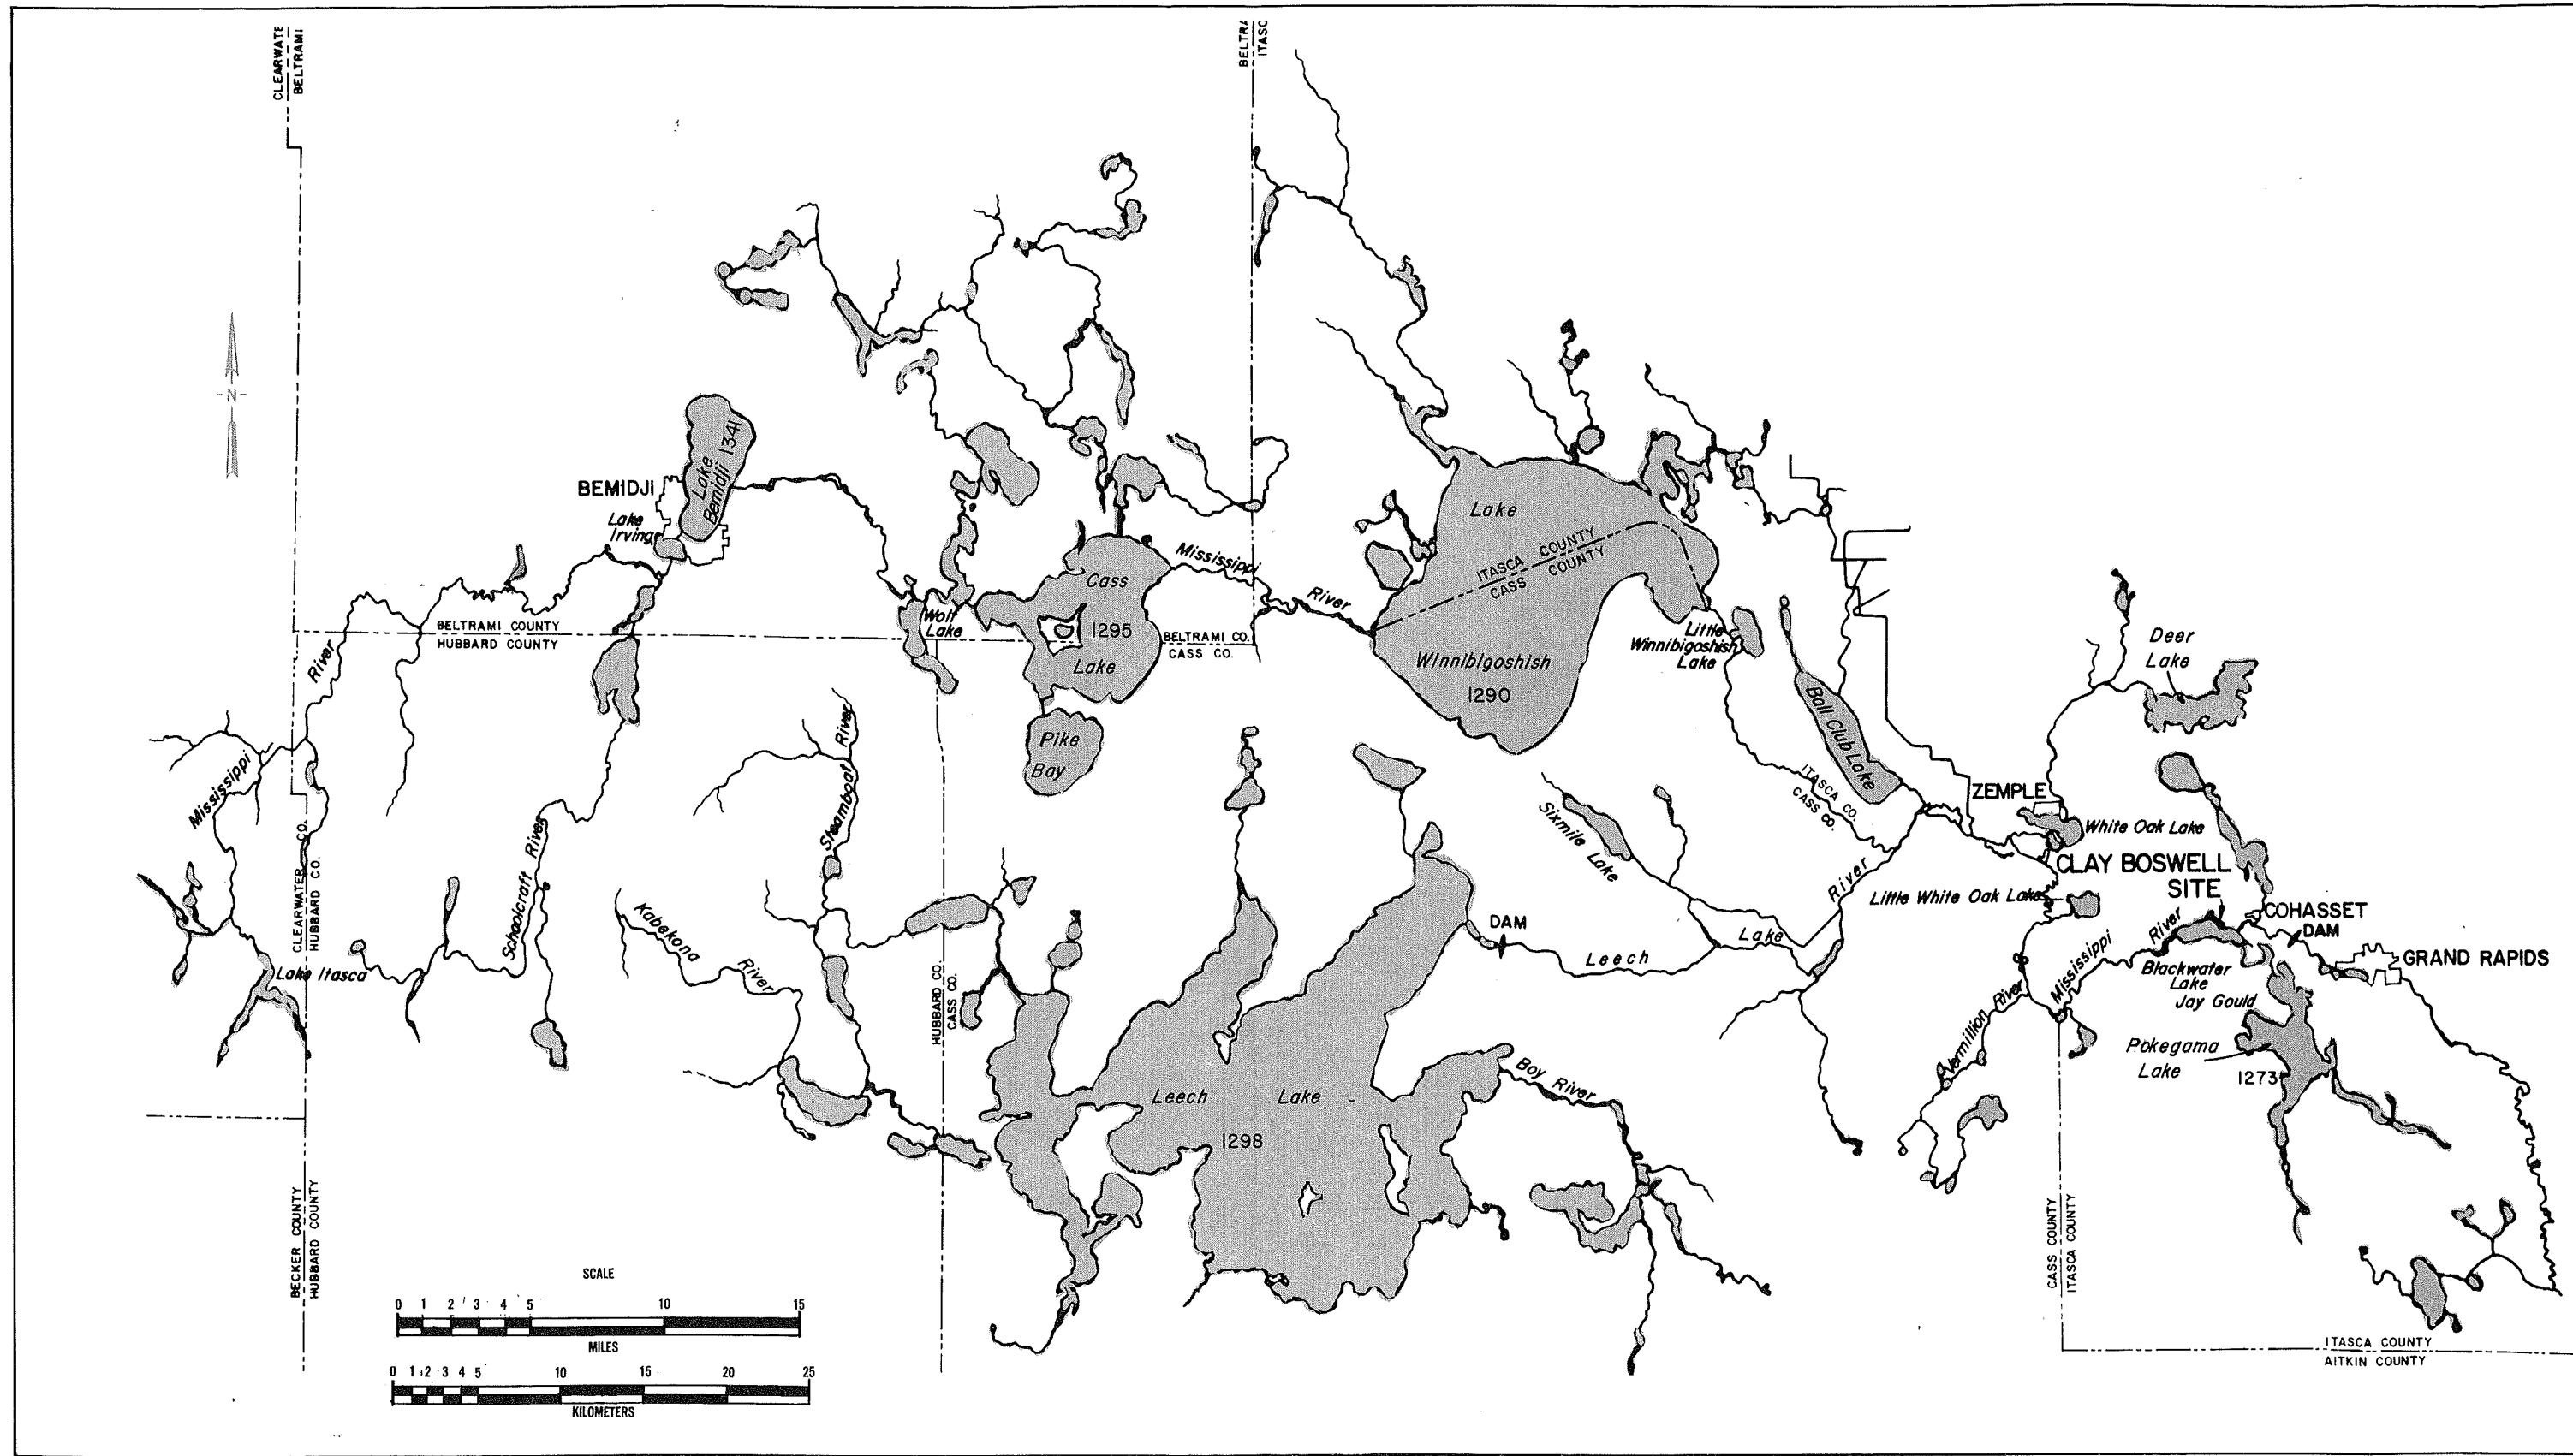 CLEARWATE
BELTRAMI
BELTRA
ITASC
N
BEMIDJI
Lake
Bemidji 1341
Lake
Irving
Mississippi
River
BELTRAMI COUNTY
HUBBARD COUNTY
Wolf
Lake
Cass
1295
Lake
BELTRAMI CO.
CASS CO.
Pike
Bay
Mississippi
River
Lake
ITASCA COUNTY
CASS COUNTY
Winnibigoshish
1290
Little
Winnibigoshish
Lake
Ball Club Lake
ITASCA CO.
CASS CO.
Deer
Lake
ZEMPLE
White Oak Lake
CLAY BOSWELL
SITE
Little White Oak Lake
COHASSET
DAM
GRAND RAPIDS
Mississippi
River
Blackwater
Lake
Jay Gould
Pokegama
Lake
1273
Vermillion River
Sixmile Lake
DAM
Leech
Lake
River
Boy River
Leech Lake
1298
Steamboat River
Kabekona
River
Schoolcraft River
Lake Itasca
CLEARWATER CO.
HUBBARD CO.
HUBBARD CO.
CASS CO.
BECKER COUNTY
HUBBARD COUNTY
CASS COUNTY
ITASCA COUNTY
ITASCA COUNTY
AITKIN COUNTY
SCALE
0 1 2 3 4 5 10 15
MILES
0 1 2 3 4 5 10 15 20 25
KILOMETERS